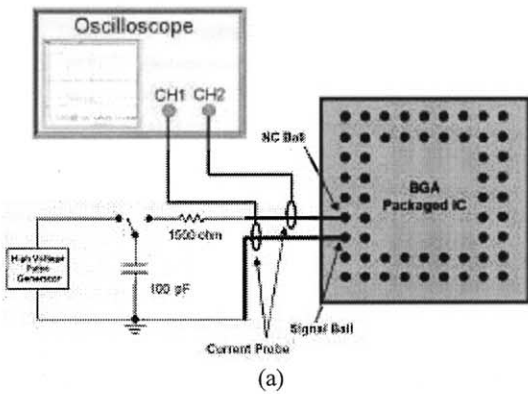 Oscilloscope
CH1 CH2
NC Ball
BGA
Packaged IC
1500 ohm
High Voltage
Pulse
Generator
100 pF
Signal Ball
Current Probe
(a)